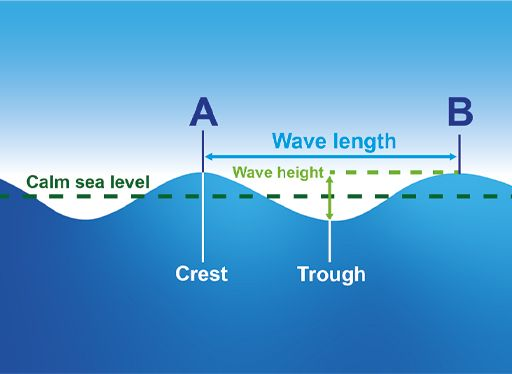 A
B
Wave length
Wave height
Calm sea level
Crest
Trough